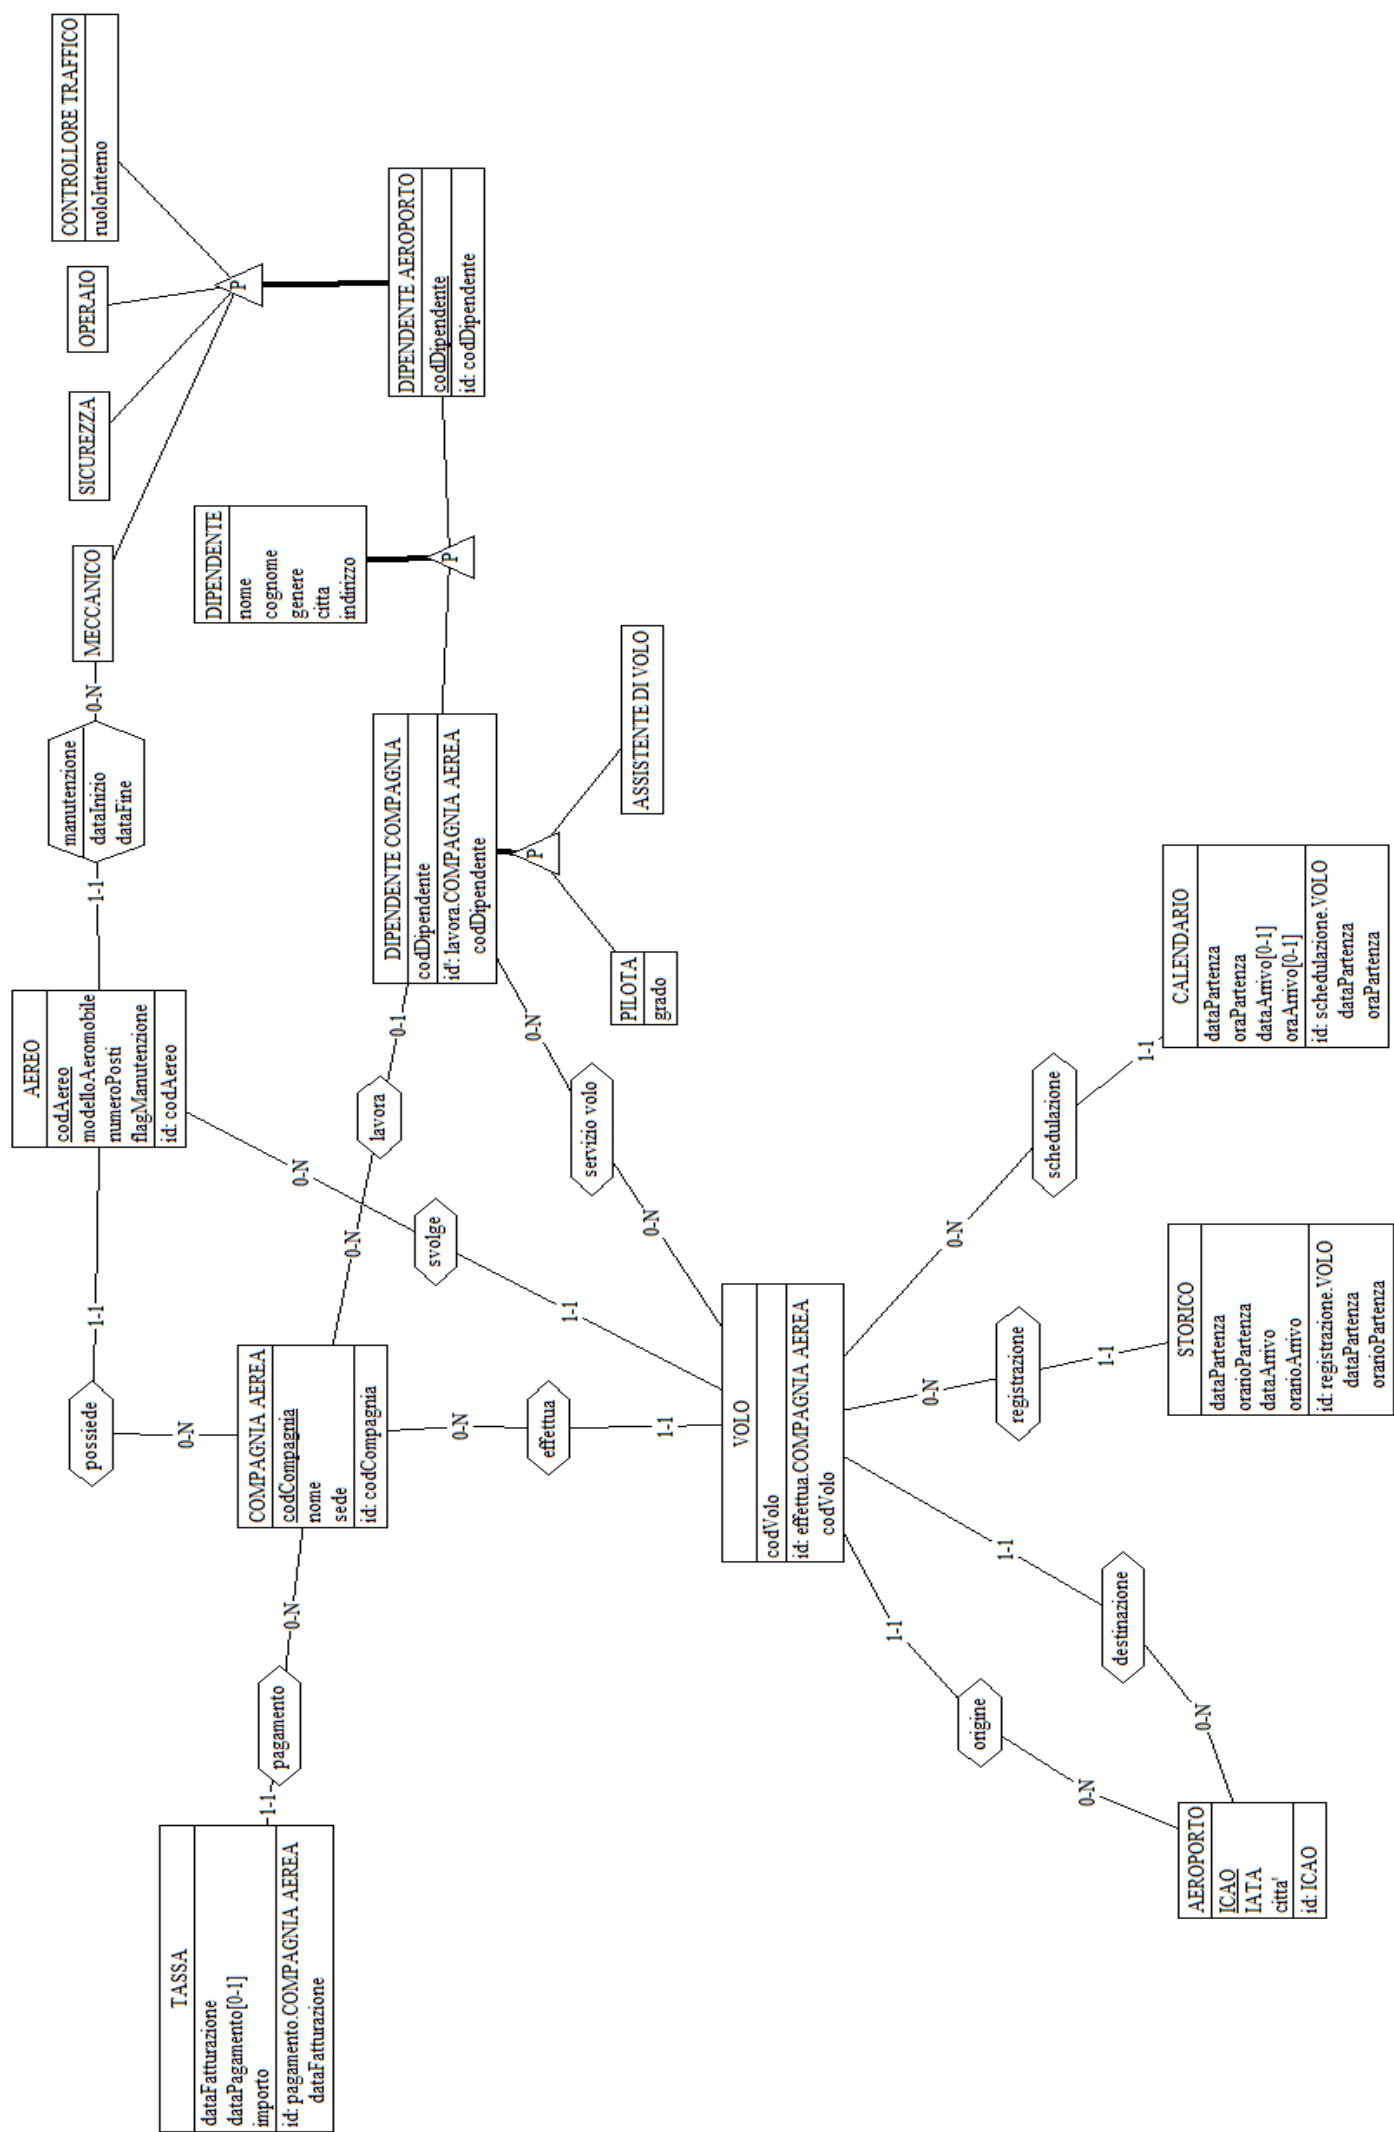 TASSA
dataFatturazione
dataPagamento[0-1]
importo
id: pagamento.COMPAGNIA AEREA
dataFatturazione
1-1
pagamento
0-N
COMPAGNIA AEREA
codCompagnia
nome
sede
id: codCompagnia
0-N
possiede
1-1
AEREO
codAereo
modelloAeromobile
numeroPosti
flagManutenzione
id: codAereo
1-1
manutenzione
dataInizio
dataFine
0-N
MECCANICO
SICUREZZA
OPERAIO
CONTROLLORE TRAFFICO
ruoloInterno
P
DIPENDENTE AEROPORTO
codDipendente
id: codDipendente
DIPENDENTE
nome
cognome
genere
citta
indirizzo
P
DIPENDENTE COMPAGNIA
codDipendente
id': lavora.COMPAGNIA AEREA
codDipendente
0-N
lavora
0-1
P
PILOTA
grado
ASSISTENTE DI VOLO
0-N
svolge
1-1
0-N
servizio volo
0-N
0-N
effettua
1-1
VOLO
codVolo
id: effettua.COMPAGNIA AEREA
codVolo
1-1
origine
0-N
1-1
destinazione
0-N
AEROPORTO
ICAO
IATA
citta'
id: ICAO
0-N
registrazione
1-1
STORICO
dataPartenza
orarioPartenza
dataArrivo
orarioArrivo
id: registrazione.VOLO
dataPartenza
orarioPartenza
0-N
schedulazione
1-1
CALENDARIO
dataPartenza
oraPartenza
dataArrivo[0-1]
oraArrivo[0-1]
id: schedulazione.VOLO
dataPartenza
oraPartenza